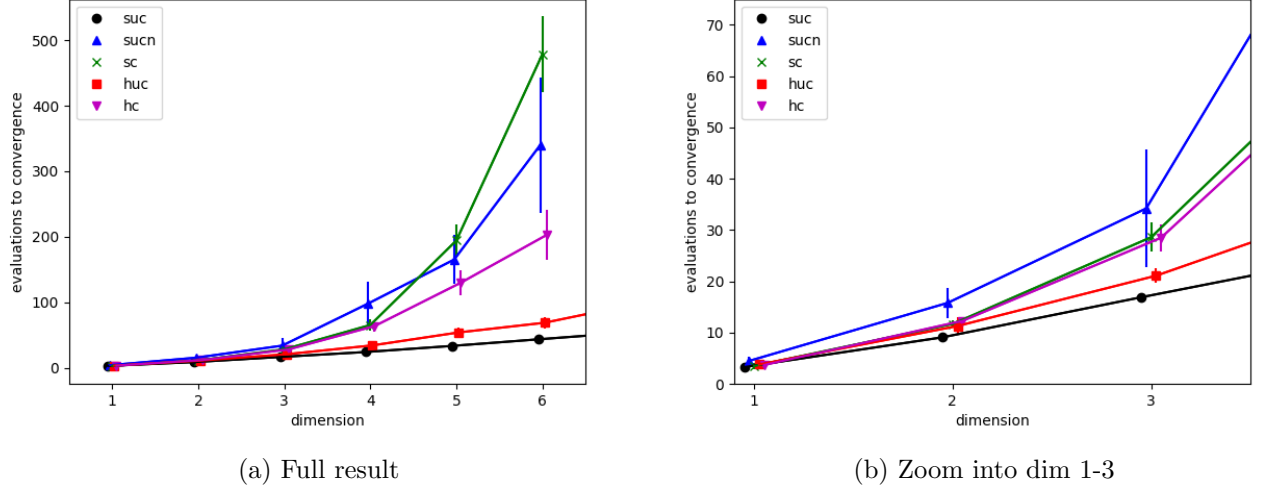 suc
sucn
sc
huc
hc
500
400
300
200
100
0
evaluations to convergence
1 2 3 4 5 6
dimension
(a) Full result
suc
sucn
sc
huc
hc
70
60
50
40
30
20
10
0
evaluations to convergence
1 2 3
dimension
(b) Zoom into dim 1-3